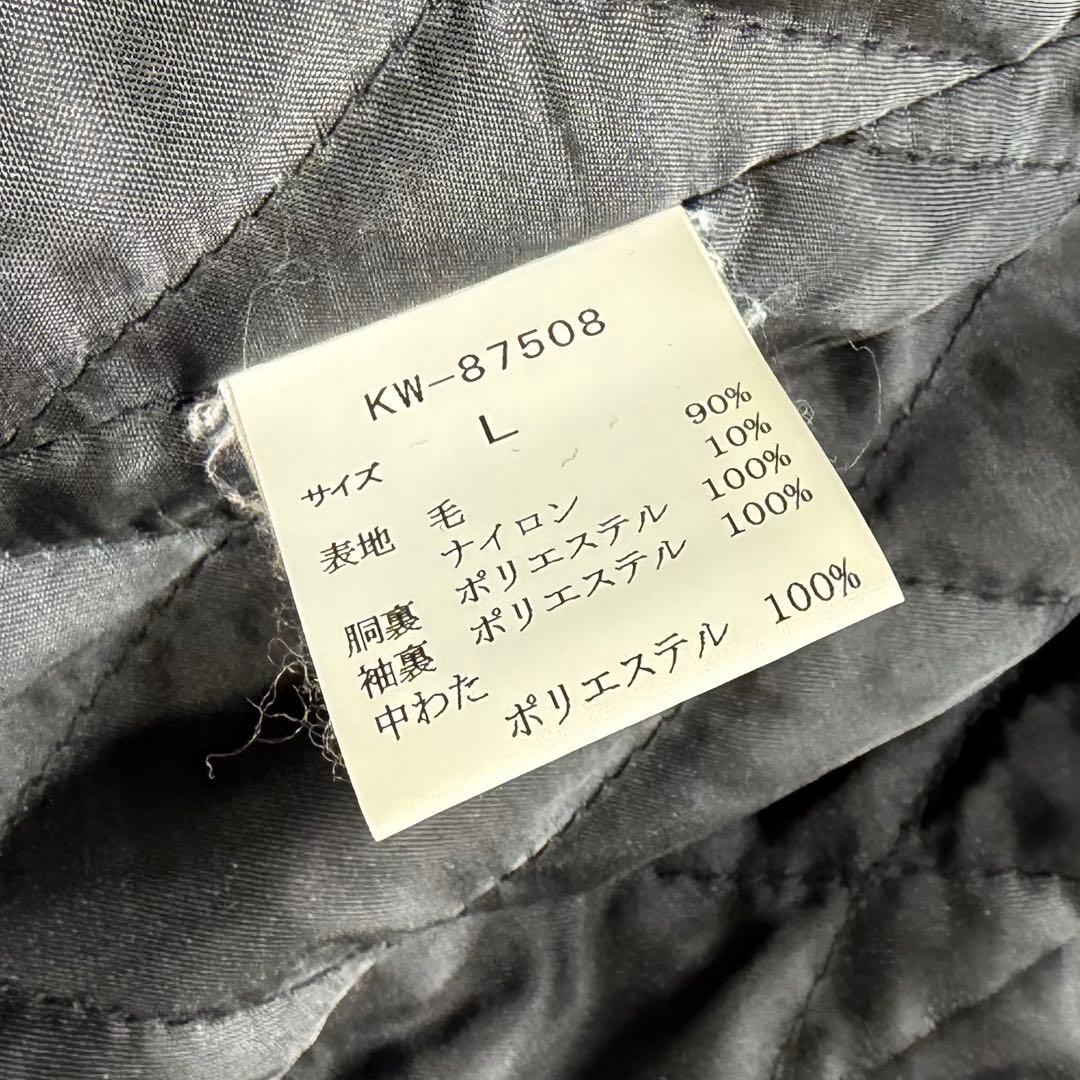 KW-87508
サイズ L
表地 毛 90%
ナイロン 10%
胴裏 ポリエステル 100%
袖裏 ポリエステル 100%
中わた
ポリエステル 100%